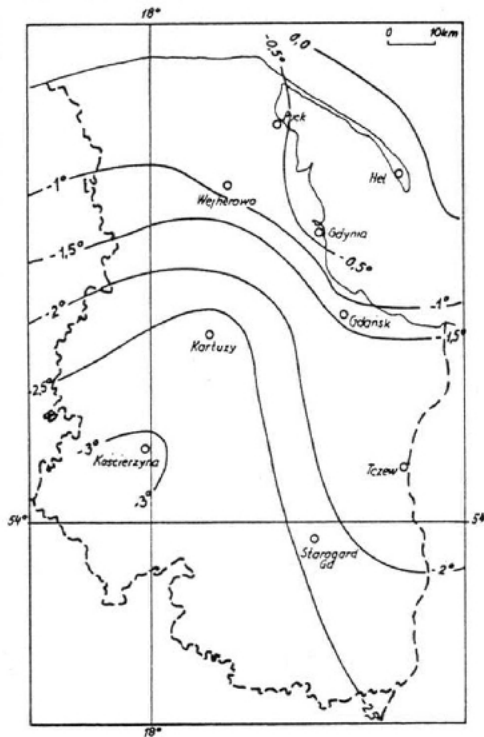 18°
0,0
0 10km
-0,5°
Puck
Hel
-1°
Wejherowo
Gdynia
-1,5°
-0,5°
-2°
-1°
Gdańsk
-1,5°
Kartuzy
-2,5°
-3°
Kościerzyna
Tczew
-3°
54°
54°
Starogard
Gd
-2°
18°